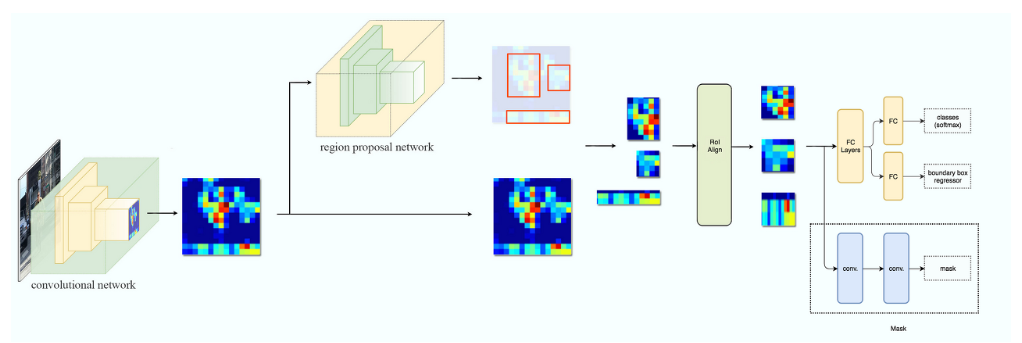 region proposal network
convolutional network
RoI
Align
FC
Layers
FC
classes
(softmax)
FC
boundary box
regressor
conv.
conv.
mask
Mask